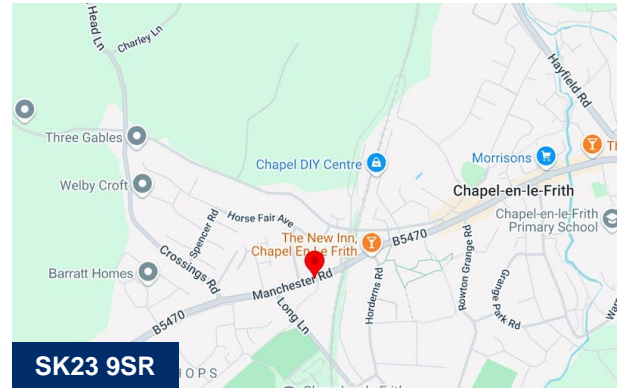 Head Ln
Charley Ln
Hayfield Rd
Three Gables
Chapel DIY Centre
Morrisons
Th
Welby Croft
Chapel-en-le-Frith
Spencer Rd
Horse Fair Ave
Chapel-en-le-Frith
Primary School
The New Inn,
Chapel En Le Frith
B5470
Crossings Rd
Barratt Homes
Manchester Rd
Horderns Rd
Rowton Grange Rd
Grange Park Rd
B5470
Long Ln
SK23 9SR
HOPS